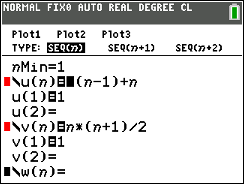 NORMAL FIX0 AUTO REAL DEGREE CL
Plot1 Plot2 Plot3
TYPE: SEQ(n) SEQ(n+1) SEQ(n+2)
nMin=1
\u(n)=(n-1)+n
u(1)=1
u(2)=
\v(n)=n*(n+1)/2
v(1)=1
v(2)=
\w(n)=